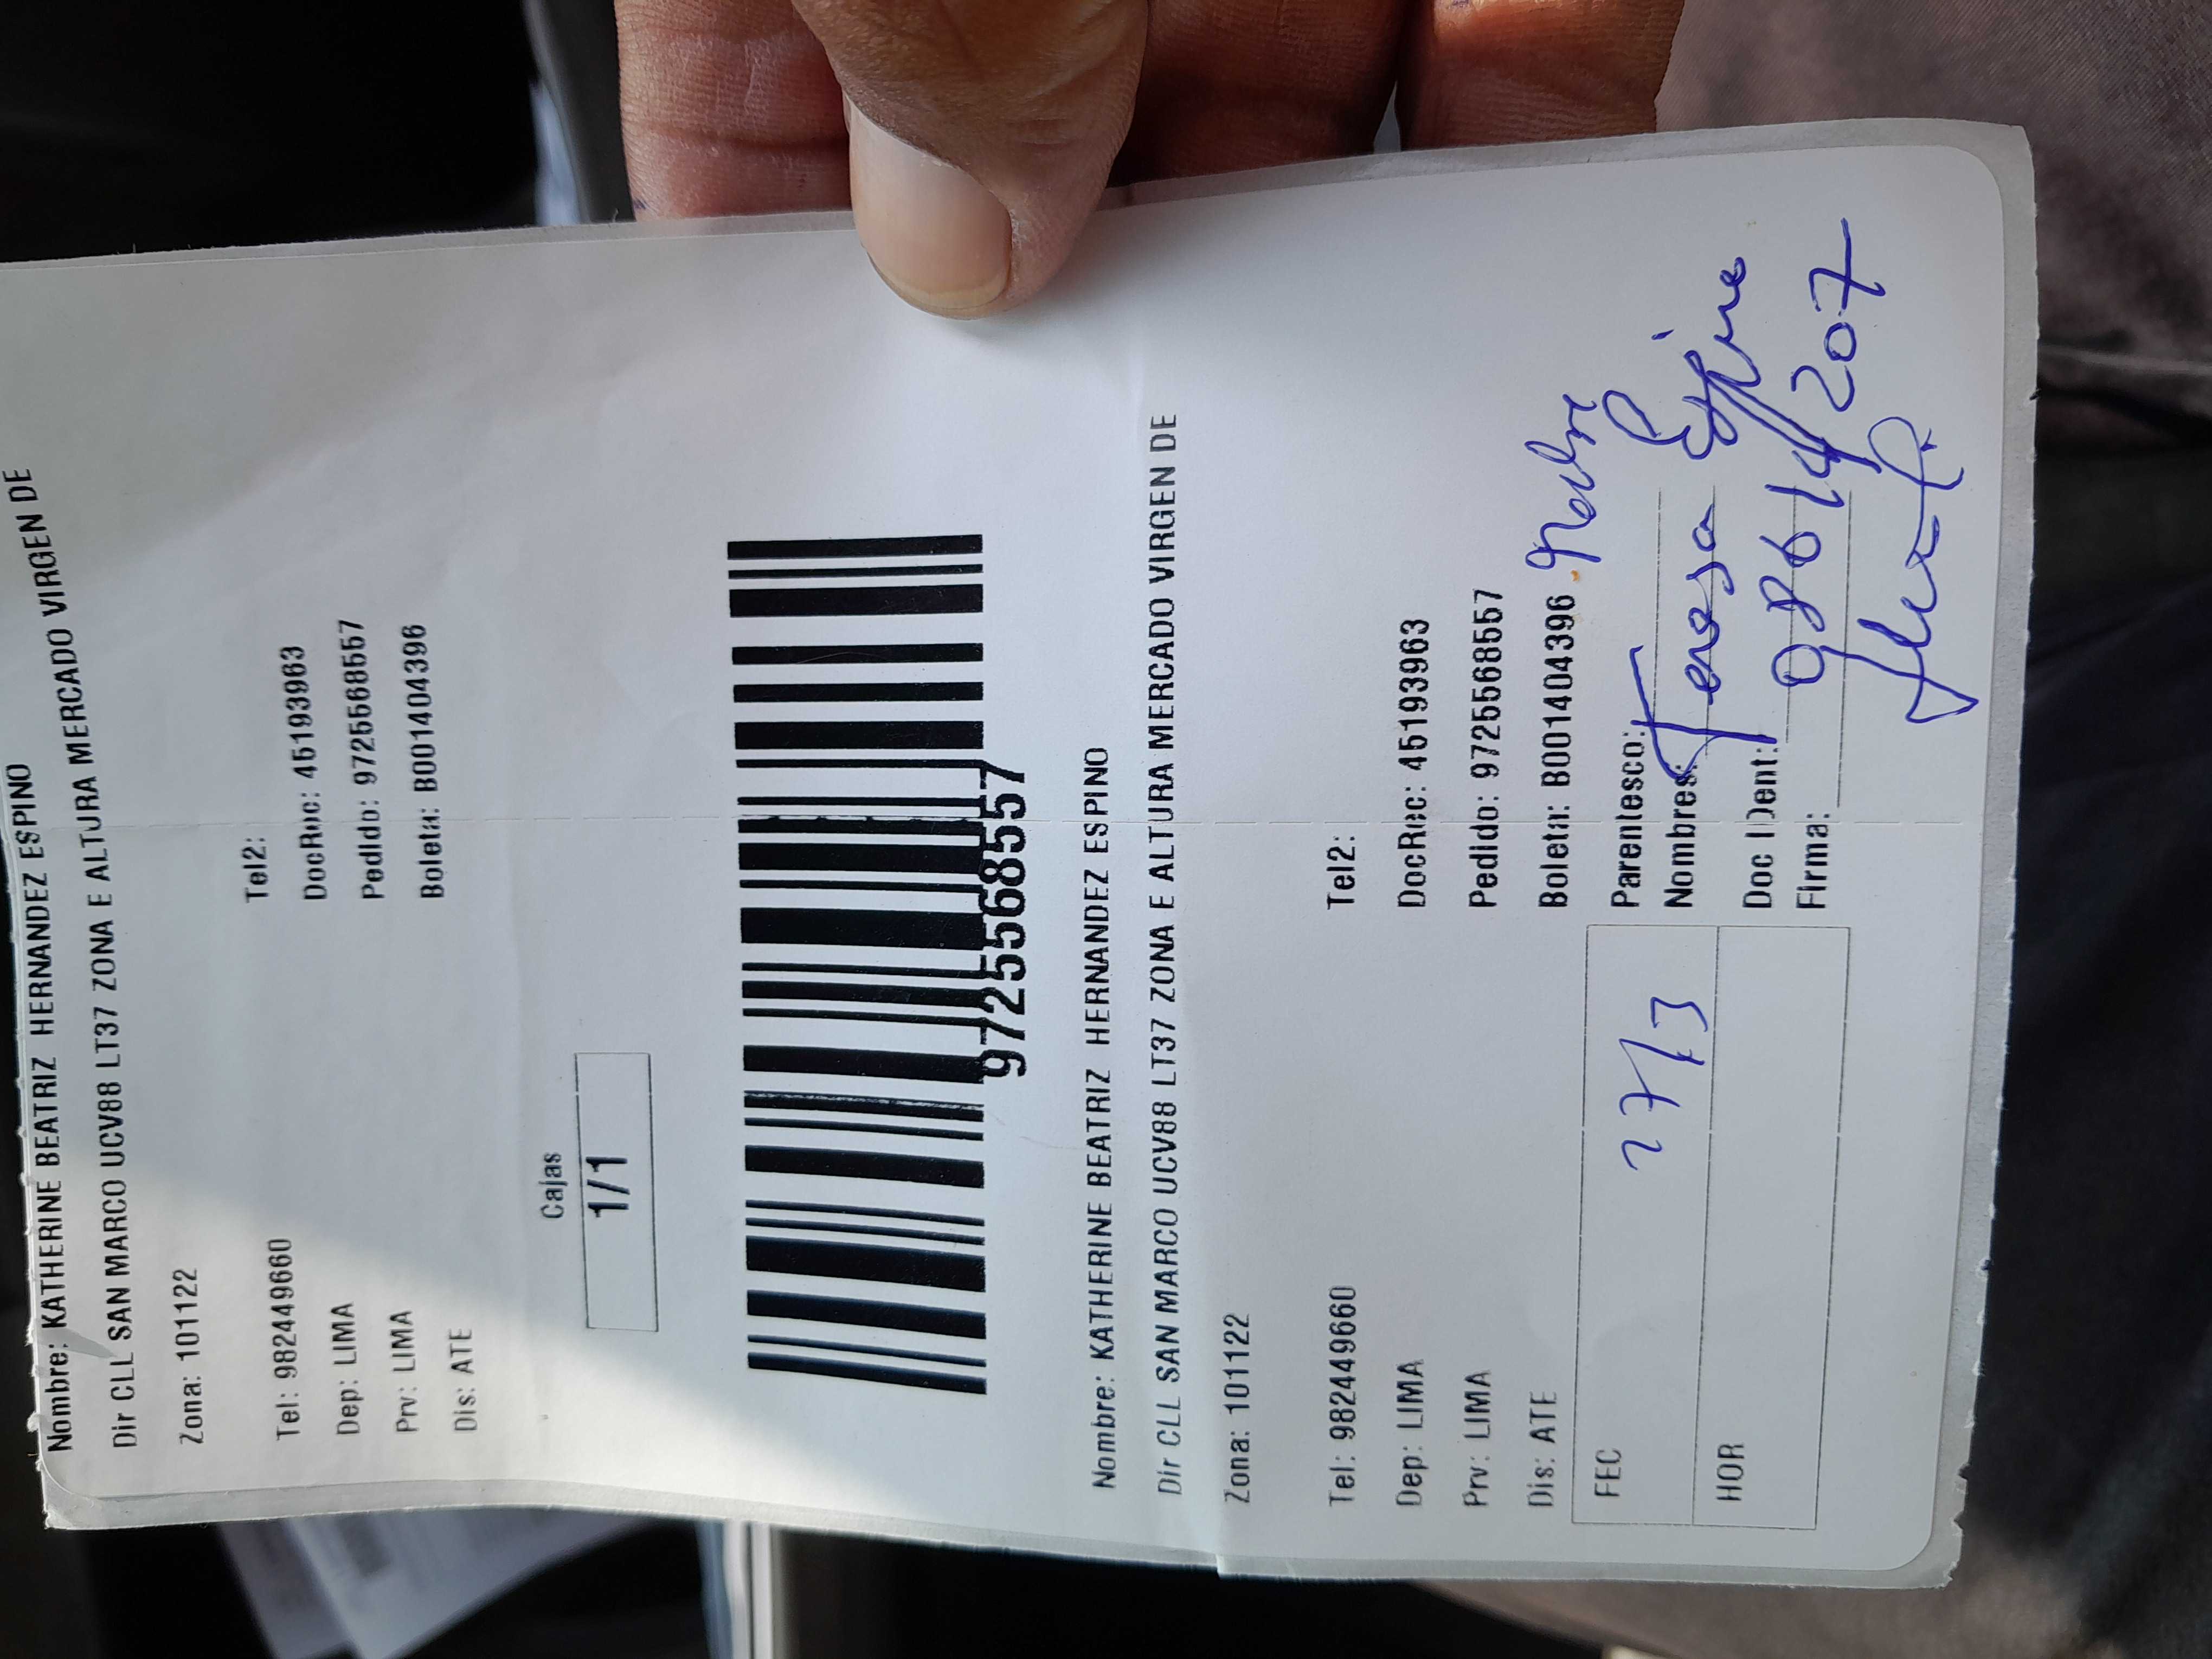 Nombre: KATHERINE BEATRIZ HERNANDEZ ESPINO
Dir CLL SAN MARCO UCV88 LT37 ZONA E ALTURA MERCADO VIRGEN DE
Zona: 101122
Tel: 982449660 Tel2:
Dep: LIMA DocRec: 45193963
Prv: LIMA Pedido: 9725568557
Dis: ATE Boleta: B001404396
Cajas
1/1
9725568557
Nombre: KATHERINE BEATRIZ HERNANDEZ ESPINO
Dir CLL SAN MARCO UCV88 LT37 ZONA E ALTURA MERCADO VIRGEN DE
Zona: 101122
Tel: 982449660 Tel2:
Dep: LIMA DocRec: 45193963
Prv: LIMA Pedido: 9725568557
Dis: ATE Boleta: B001404396
FEC 27/3 Parentesco: Madre
Nombres: Teresa Espino
HOR Doc IDent: 098614207
Firma: